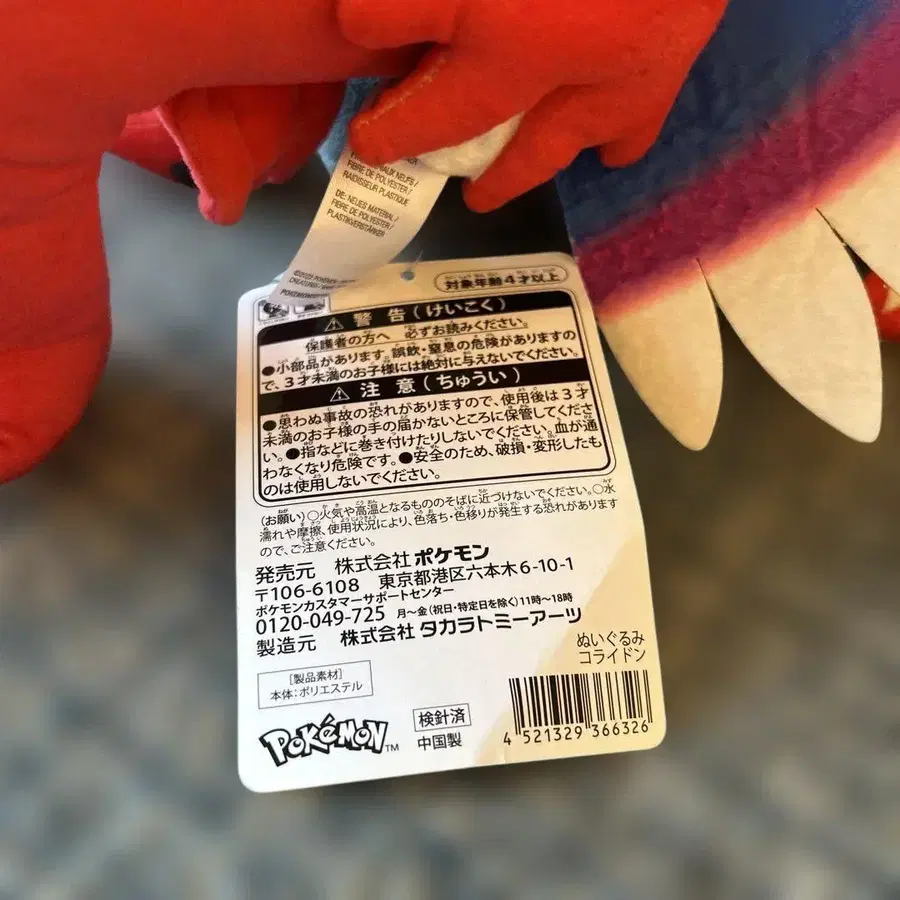 RIAUX NEUFS /
FIBRE DE POLYESTER /
RAIDISSEUR PLASTIQUE
DE: NEUES MATERIAL /
FIBRE DE POLYESTER /
PLASTIKVERSTÄRKER
対象年齢4才以上
⚠ 警告(けいこく)
保護者の方へ 必ずお読みください。
●小部品があります。誤飲・窒息の危険がありますの
で、3才未満のお子様には絶対に与えないでください。
⚠ 注意(ちゅうい)
●思わぬ事故の恐れがありますので、使用後は3才
未満のお子様の手の届かないところに保管してくださ
い。●指などに巻き付けたりしないでください。血が通
わなくなり危険です。●安全のため、破損・変形したも
のは使用しないでください。
(お願い)○火気や高温となるもののそばに近づけないでください。○水
濡れや摩擦、使用状況により、色落ち・色移りが発生する恐れがあります
ので、ご注意ください。
発売元 株式会社 ポケモン
〒106-6108 東京都港区六本木6-10-1
ポケモンカスタマーサポートセンター
0120-049-725 月～金(祝日・特定日を除く)11時～18時
製造元 株式会社 タカラトミーアーツ
ぬいぐるみ
コライドン
[製品素材]
本体:ポリエステル
POKéMON™
検針済
中国製
4 521329 366326